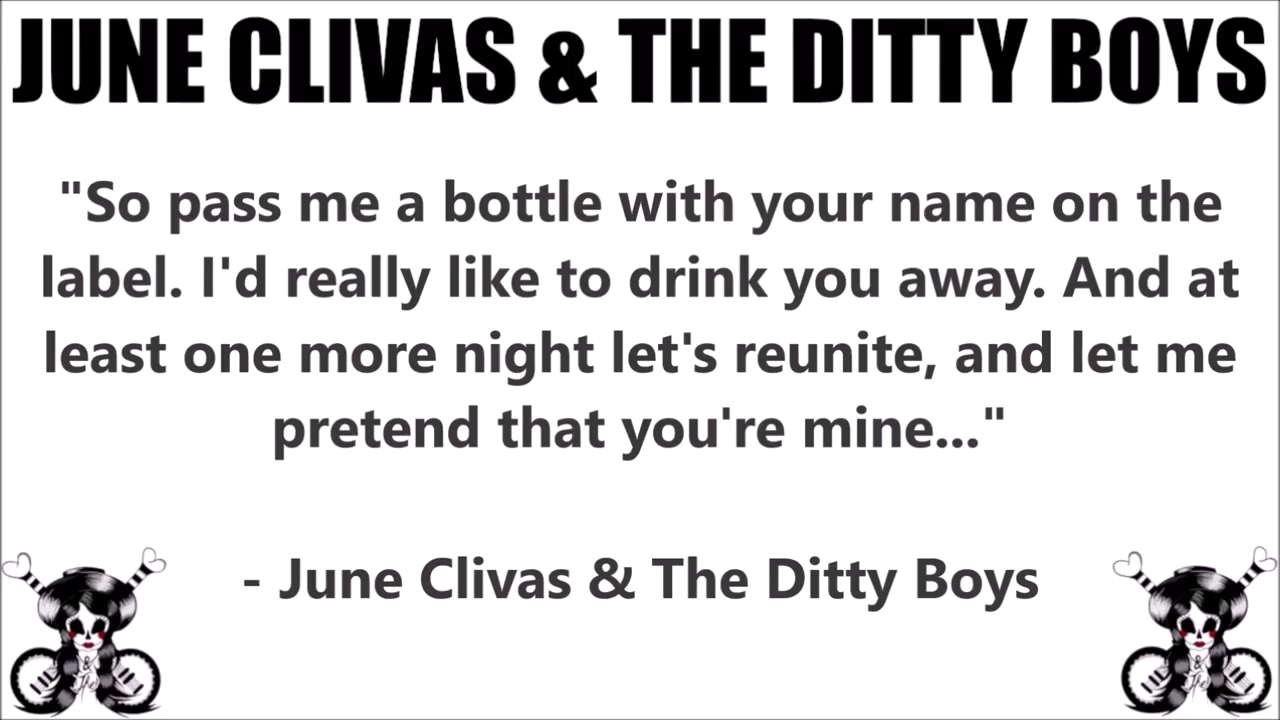 JUNE CLIVAS & THE DITTY BOYS
"So pass me a bottle with your name on the
label. I'd really like to drink you away. And at
least one more night let's reunite, and let me
pretend that you're mine..."
- June Clivas & The Ditty Boys